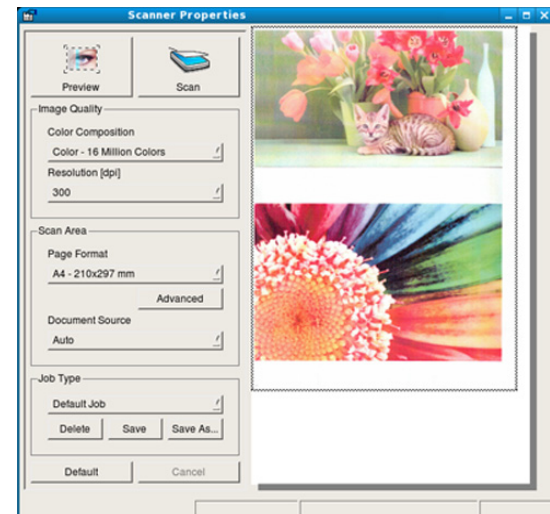 Scanner Properties
Preview
Scan
Image Quality
Color Composition
Color - 16 Million Colors
Resolution [dpi]
300
Scan Area
Page Format
A4 - 210x297 mm
Advanced
Document Source
Auto
Job Type
Default Job
Delete
Save
Save As...
Default
Cancel